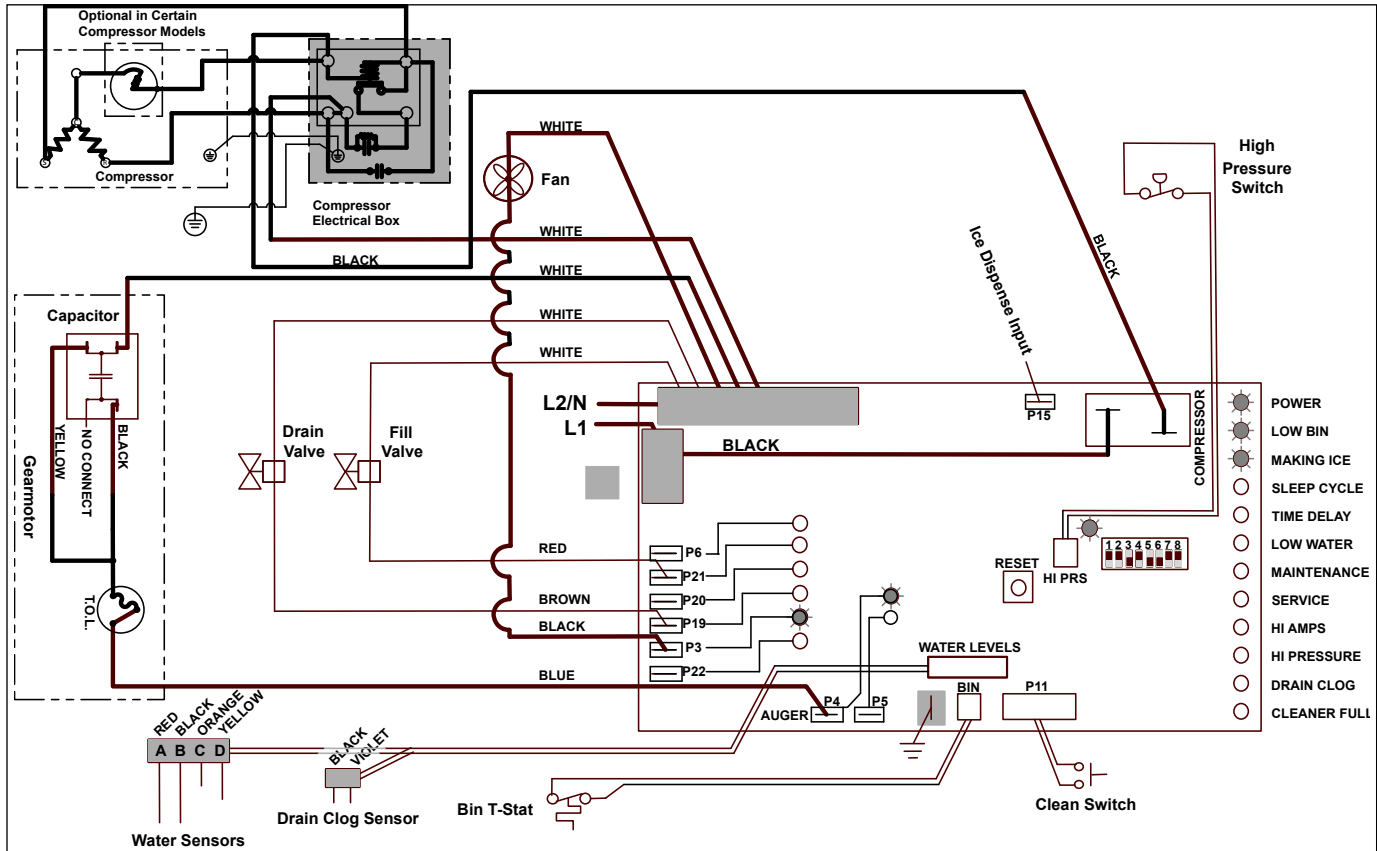 Optional in Certain
Compressor Models
Compressor
Compressor
Electrical Box
WHITE
Fan
WHITE
BLACK
WHITE
WHITE
WHITE
High
Pressure
Switch
BLACK
Ice Dispense Input
P15
Capacitor
YELLOW
NO CONNECT
BLACK
Gearmotor
T.O.L.
Drain
Valve
Fill
Valve
L2/N
L1
BLACK
COMPRESSOR
POWER
LOW BIN
MAKING ICE
SLEEP CYCLE
TIME DELAY
LOW WATER
MAINTENANCE
SERVICE
HI AMPS
HI PRESSURE
DRAIN CLOG
CLEANER FULL
RED
BROWN
BLACK
BLUE
P6
P21
P20
P19
P3
P22
RESET
HI PRS
1 2 3 4 5 6 7 8
WATER LEVELS
BIN
P11
AUGER
P4
P5
RED
BLACK
ORANGE
YELLOW
A B C D
Water Sensors
BLACK
VIOLET
Drain Clog Sensor
Bin T-Stat
Clean Switch